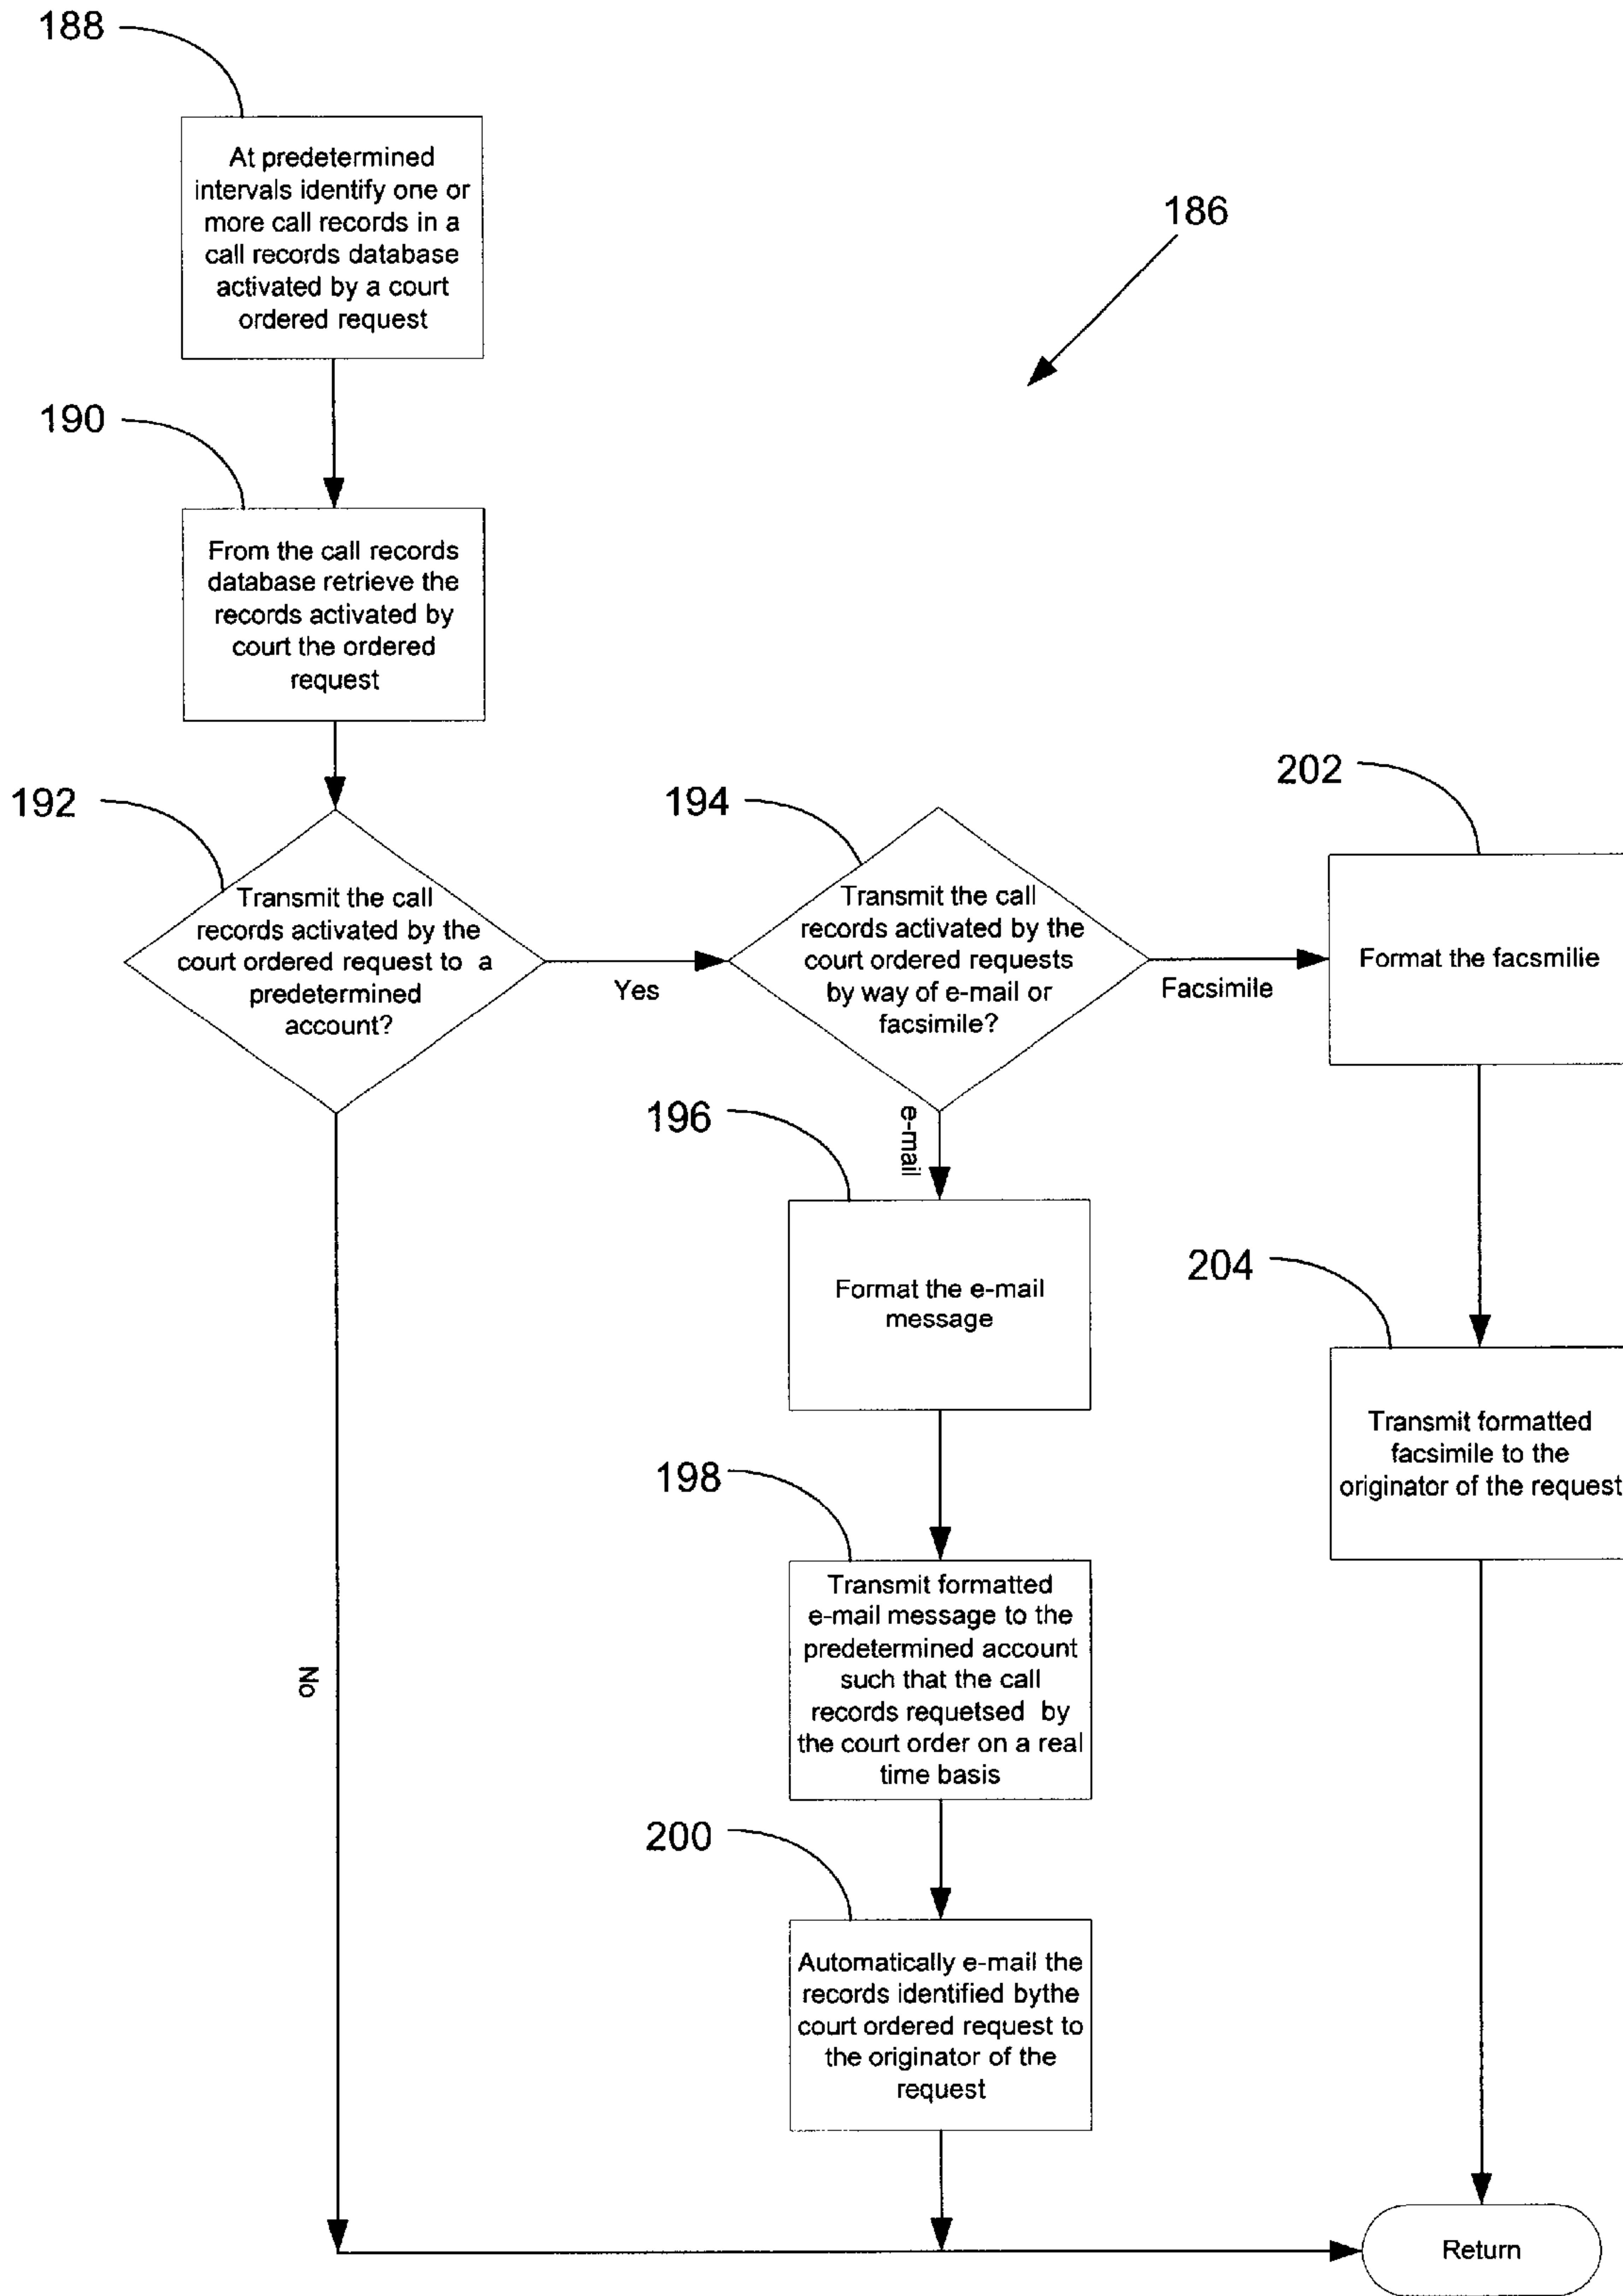 188
At predetermined
intervals identify one or
more call records in a
call records database
activated by a court
ordered request
186
190
From the call records
database retrieve the
records activated by
court the ordered
request
192
Transmit the call
records activated by the
court ordered request to a
predetermined
account?
Yes
No
194
Transmit the call
records activated by the
court ordered requests
by way of e-mail or
facsimile?
Facsimile
e-mail
202
Format the facsmilie
204
Transmit formatted
facsimile to the
originator of the request
196
Format the e-mail
message
198
Transmit formatted
e-mail message to the
predetermined account
such that the call
records requetsed by
the court order on a real
time basis
200
Automatically e-mail the
records identified bythe
court ordered request to
the originator of the
request
Return